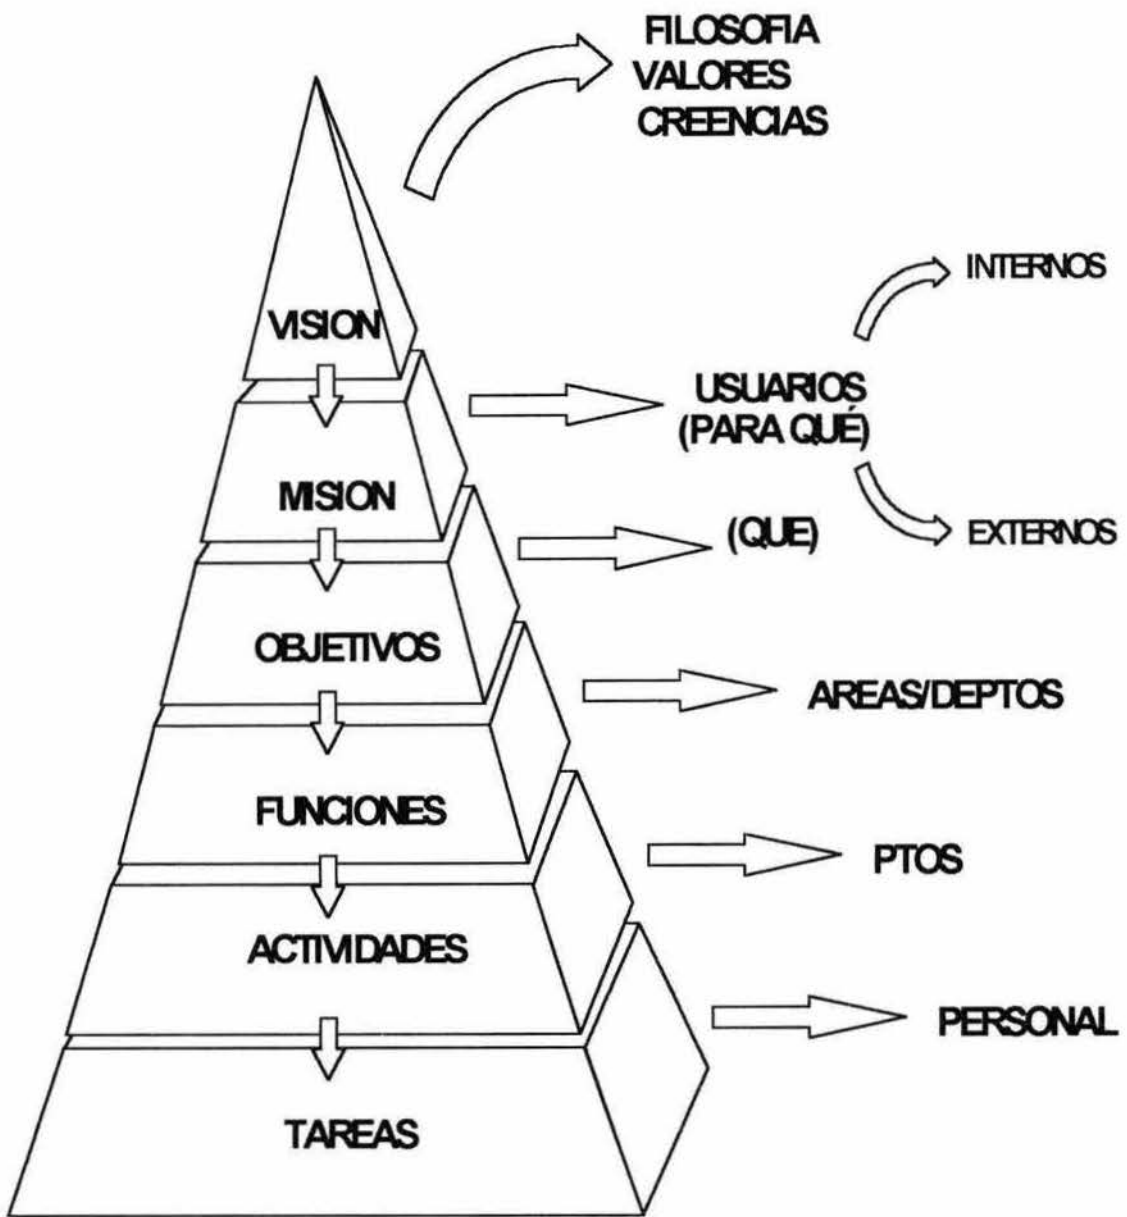 FILOSOFIA
VALORES
CREENCIAS
VISION
INTERNOS
USUARIOS
(PARA QUÉ)
MISION
(QUE)
EXTERNOS
OBJETIVOS
AREAS/DEPTOS
FUNCIONES
PTOS
ACTIVIDADES
PERSONAL
TAREAS